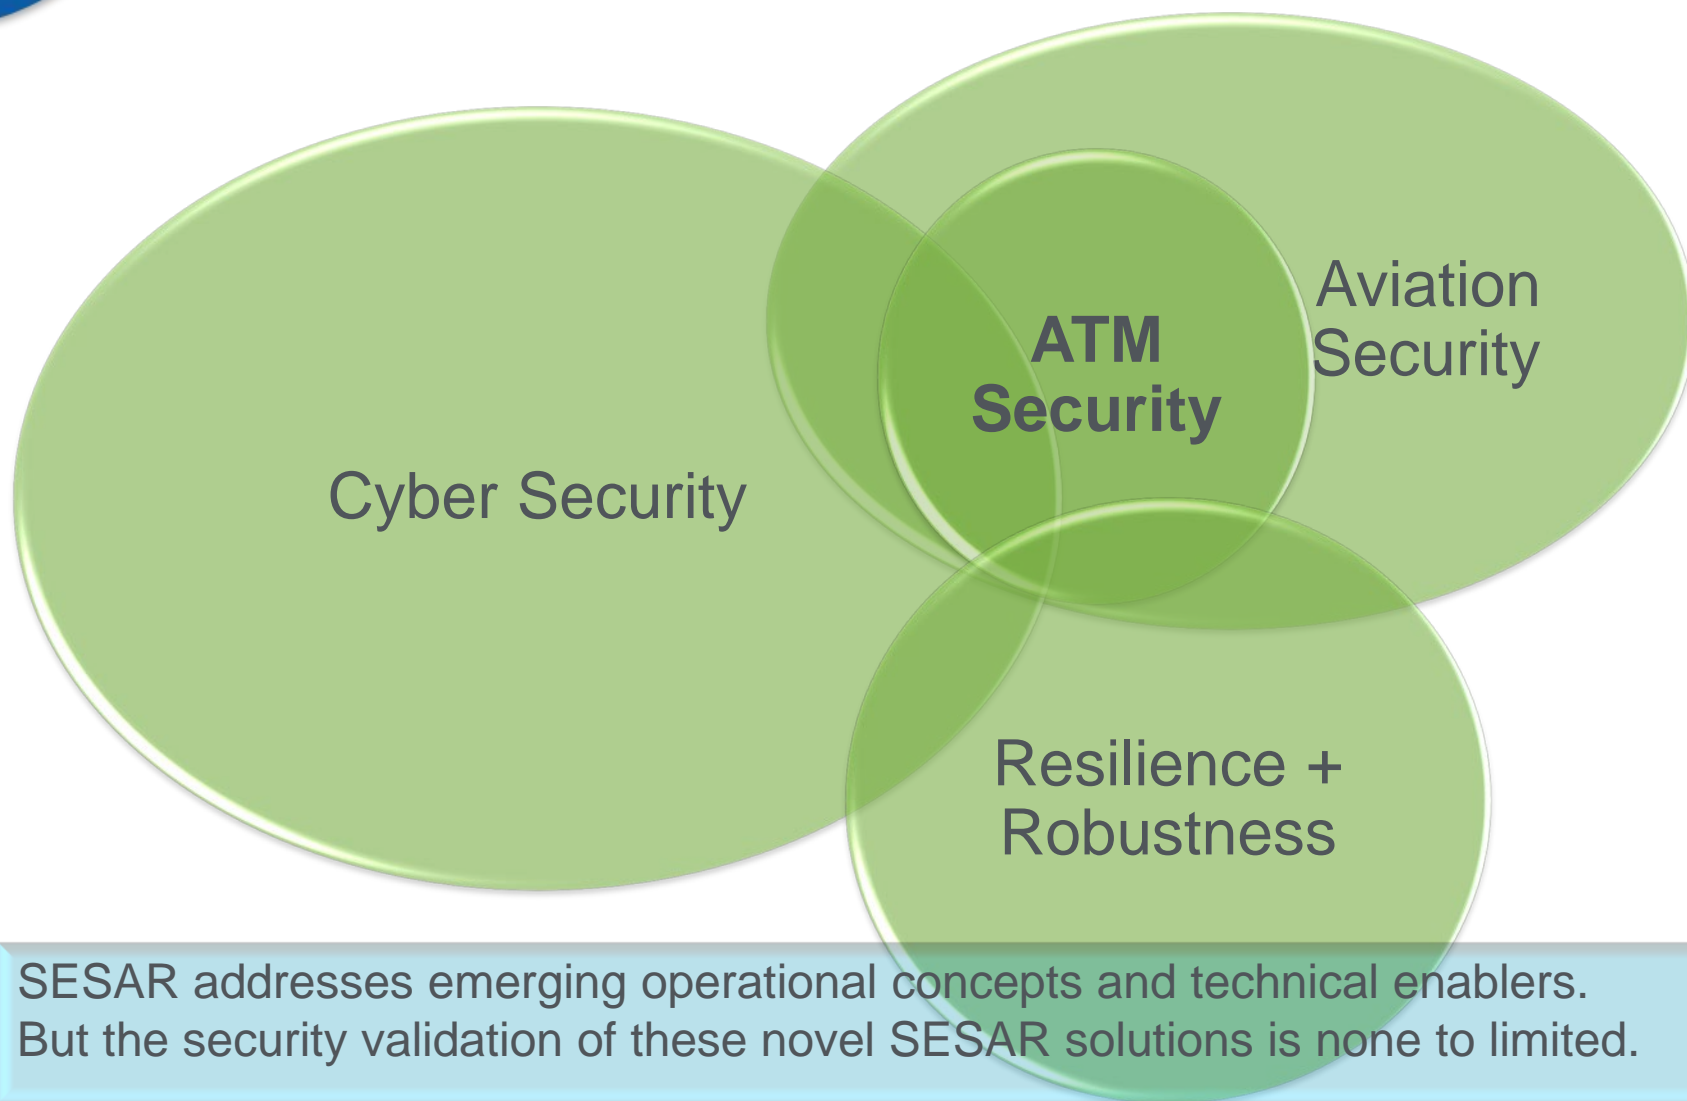 Aviation
Security
ATM
Security
Cyber Security
Resilience +
Robustness
SESAR addresses emerging operational concepts and technical enablers.
But the security validation of these novel SESAR solutions is none to limited.